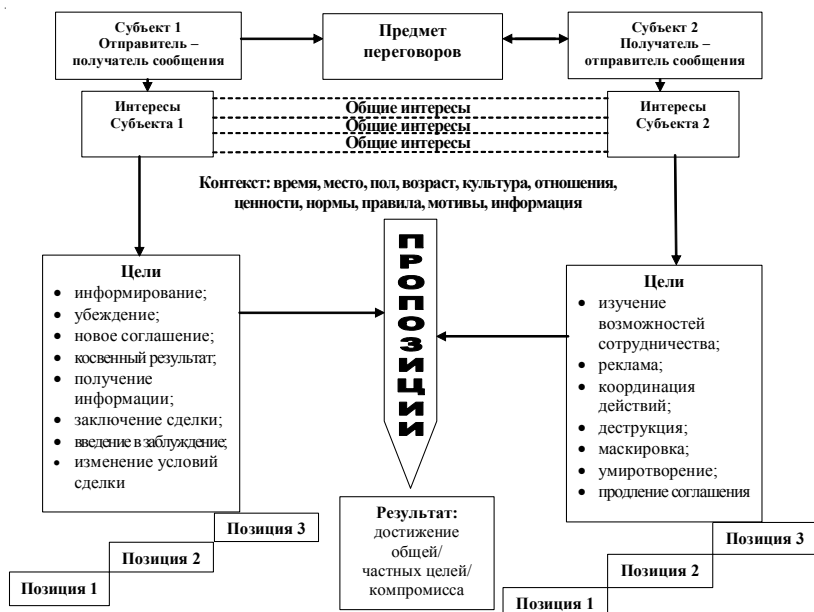 Субъект 1
Отправитель –
получатель сообщения
Предмет
переговоров
Субъект 2
Получатель –
отправитель сообщения
Интересы
Субъекта 1
Общие интересы
Общие интересы
Общие интересы
Интересы
Субъекта 2
Контекст: время, место, пол, возраст, культура, отношения,
ценности, нормы, правила, мотивы, информация
ПРОПОЗИЦИИ
Цели
• информирование;
• убеждение;
• новое соглашение;
• косвенный результат;
• получение
информации;
• заключение сделки;
• введение в заблуждение;
• изменение условий
сделки
Цели
• изучение
возможностей
сотрудничества;
• реклама;
• координация
действий;
• деструкция;
• маскировка;
• умиротворение;
• продление соглашения
Результат:
достижение
общей/
частных целей/
компромисса
Позиция 3
Позиция 2
Позиция 1
Позиция 3
Позиция 2
Позиция 1